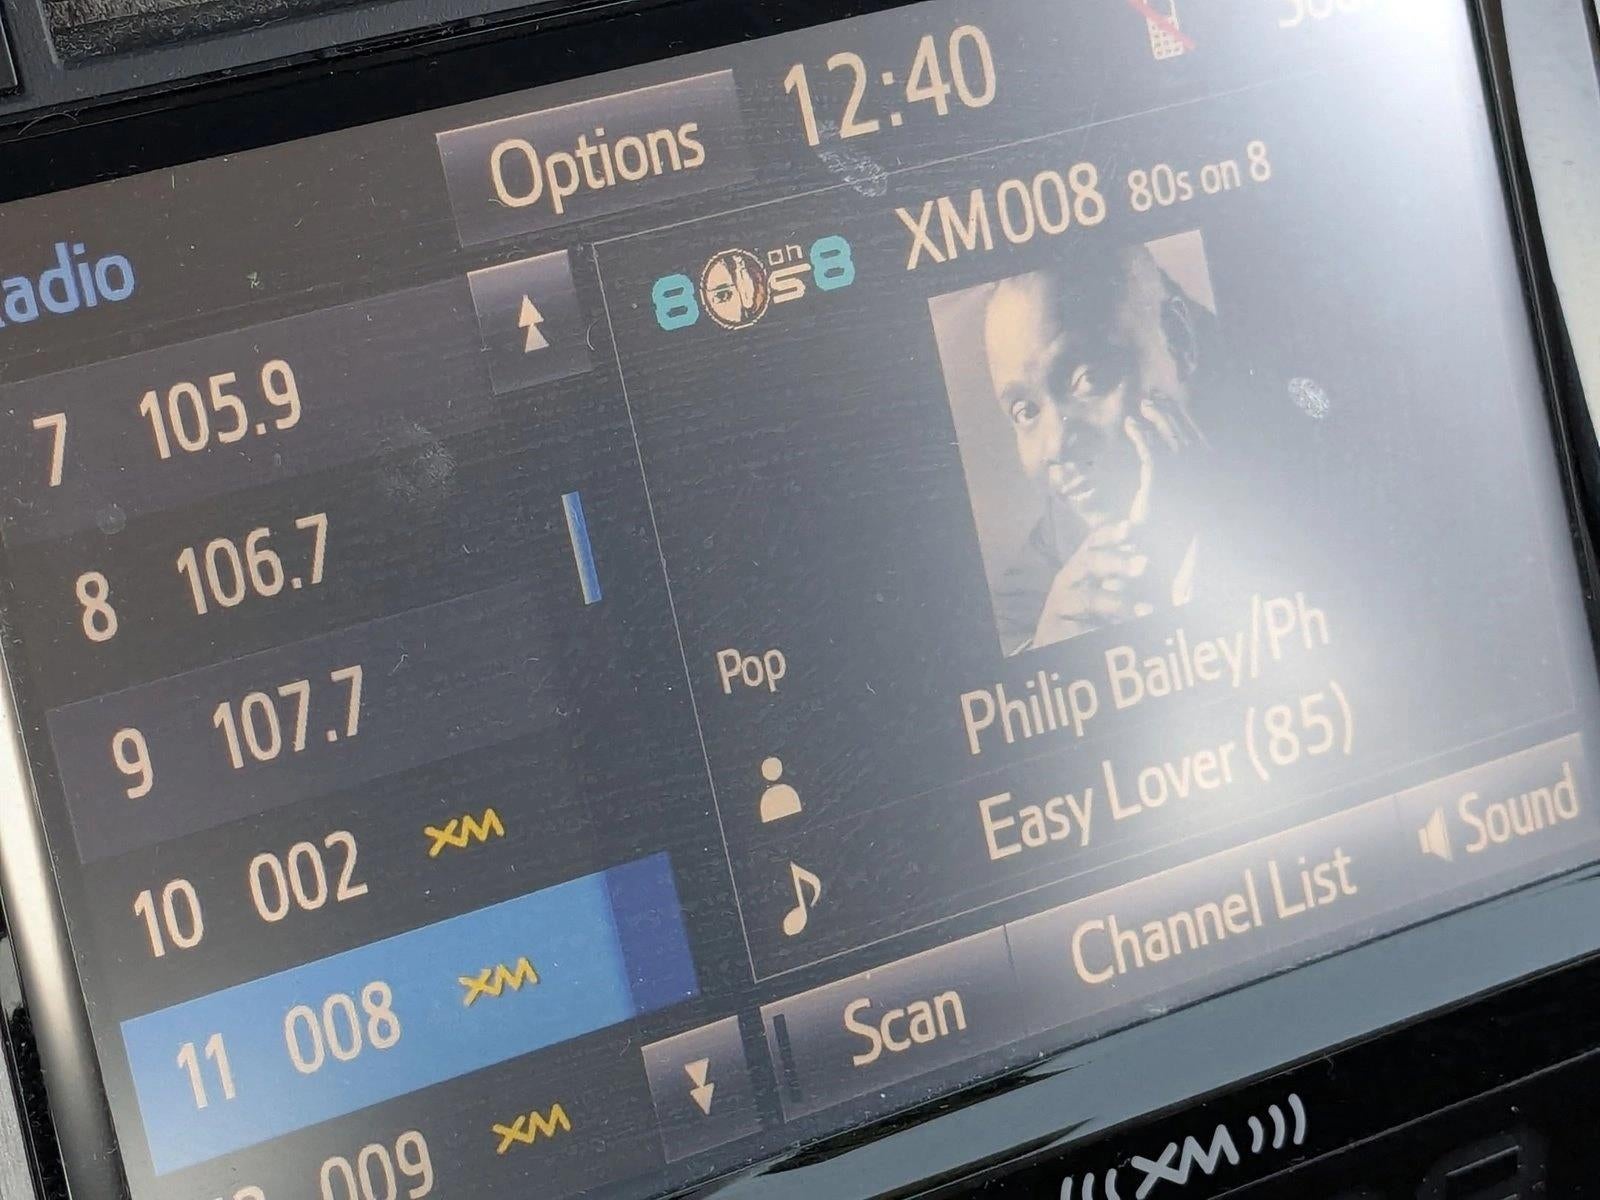 adio
Options
12:40
7 105.9
8 106.7
9 107.7
10 002 XM
11 008 XM
009 XM
80s on 8
XM008 80s on 8
Pop
Philip Bailey/Ph
Easy Lover (85)
Scan
Channel List
Sound
(((XM)))